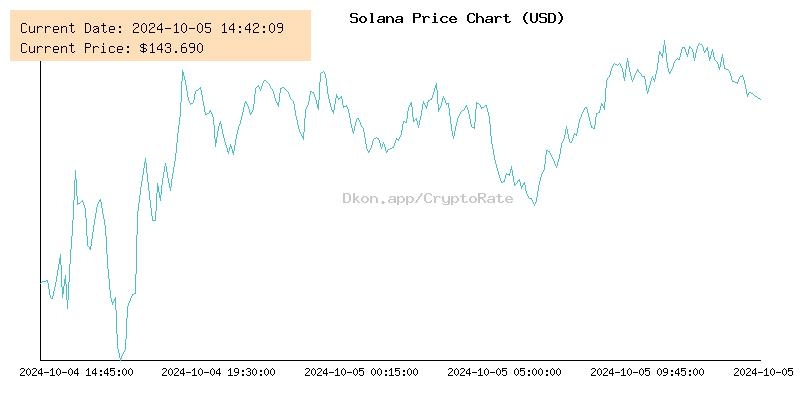 Solana Price Chart (USD)
Current Date: 2024-10-05 14:42:09
Current Price: $143.690
Dkon.app/CryptoRate
2024-10-04 14:45:00
2024-10-04 19:30:00
2024-10-05 00:15:00
2024-10-05 05:00:00
2024-10-05 09:45:00
2024-10-05